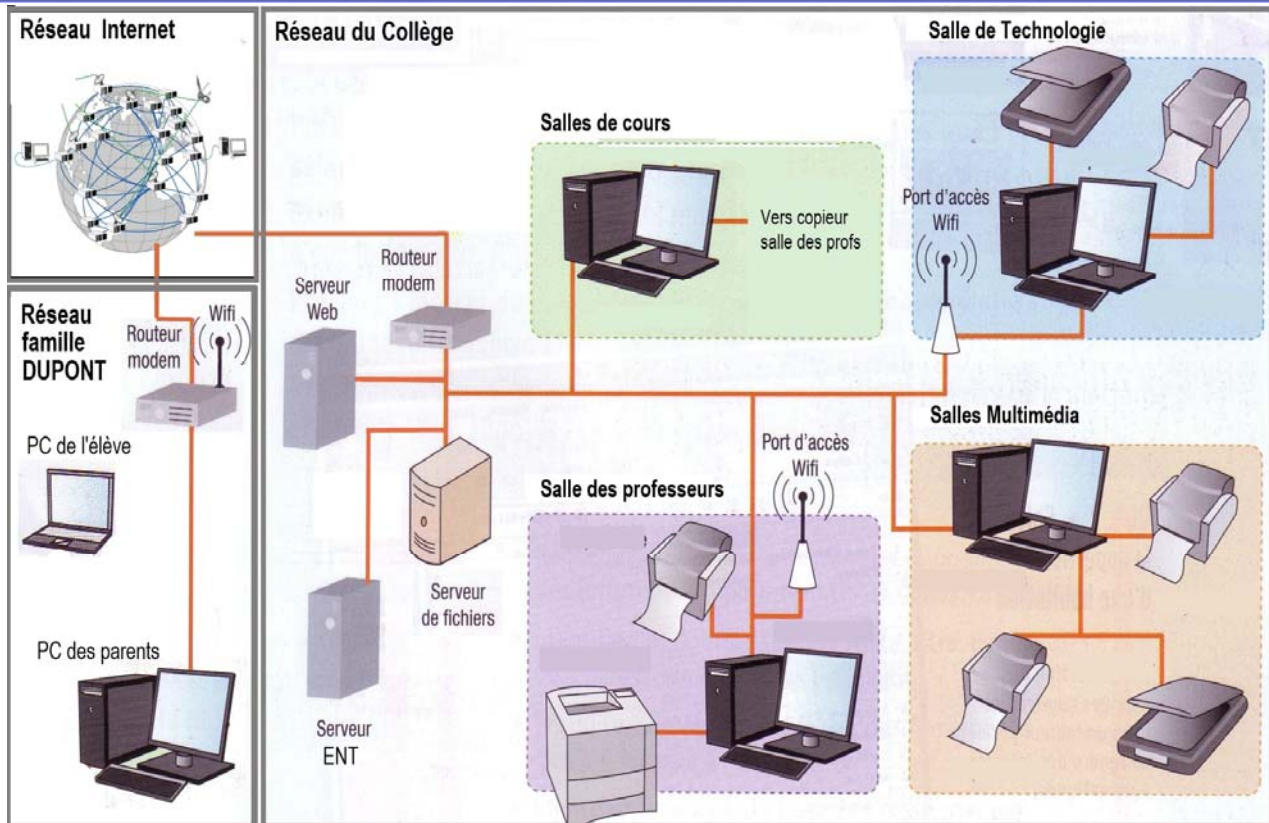 Réseau Internet
Réseau du Collège
Salle de Technologie
Salles de cours
Port d'accès
Wifi
Vers copieur
salle des profs
Réseau
famille
DUPONT
Routeur
modem
Wifi
Serveur
Web
Routeur
modem
PC de l'élève
Salles Multimédia
Port d'accès
Wifi
Salle des professeurs
Serveur
de fichiers
PC des parents
Serveur
ENT